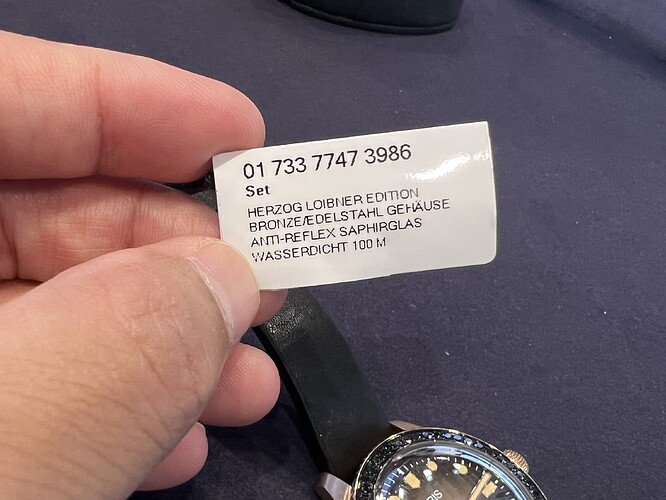 01 733 7747 3986
Set
HERZOG LOIBNER EDITION
BRONZE/EDELSTAHL GEHÄUSE
ANTI-REFLEX SAPHIRGLAS
WASSERDICHT 100 M